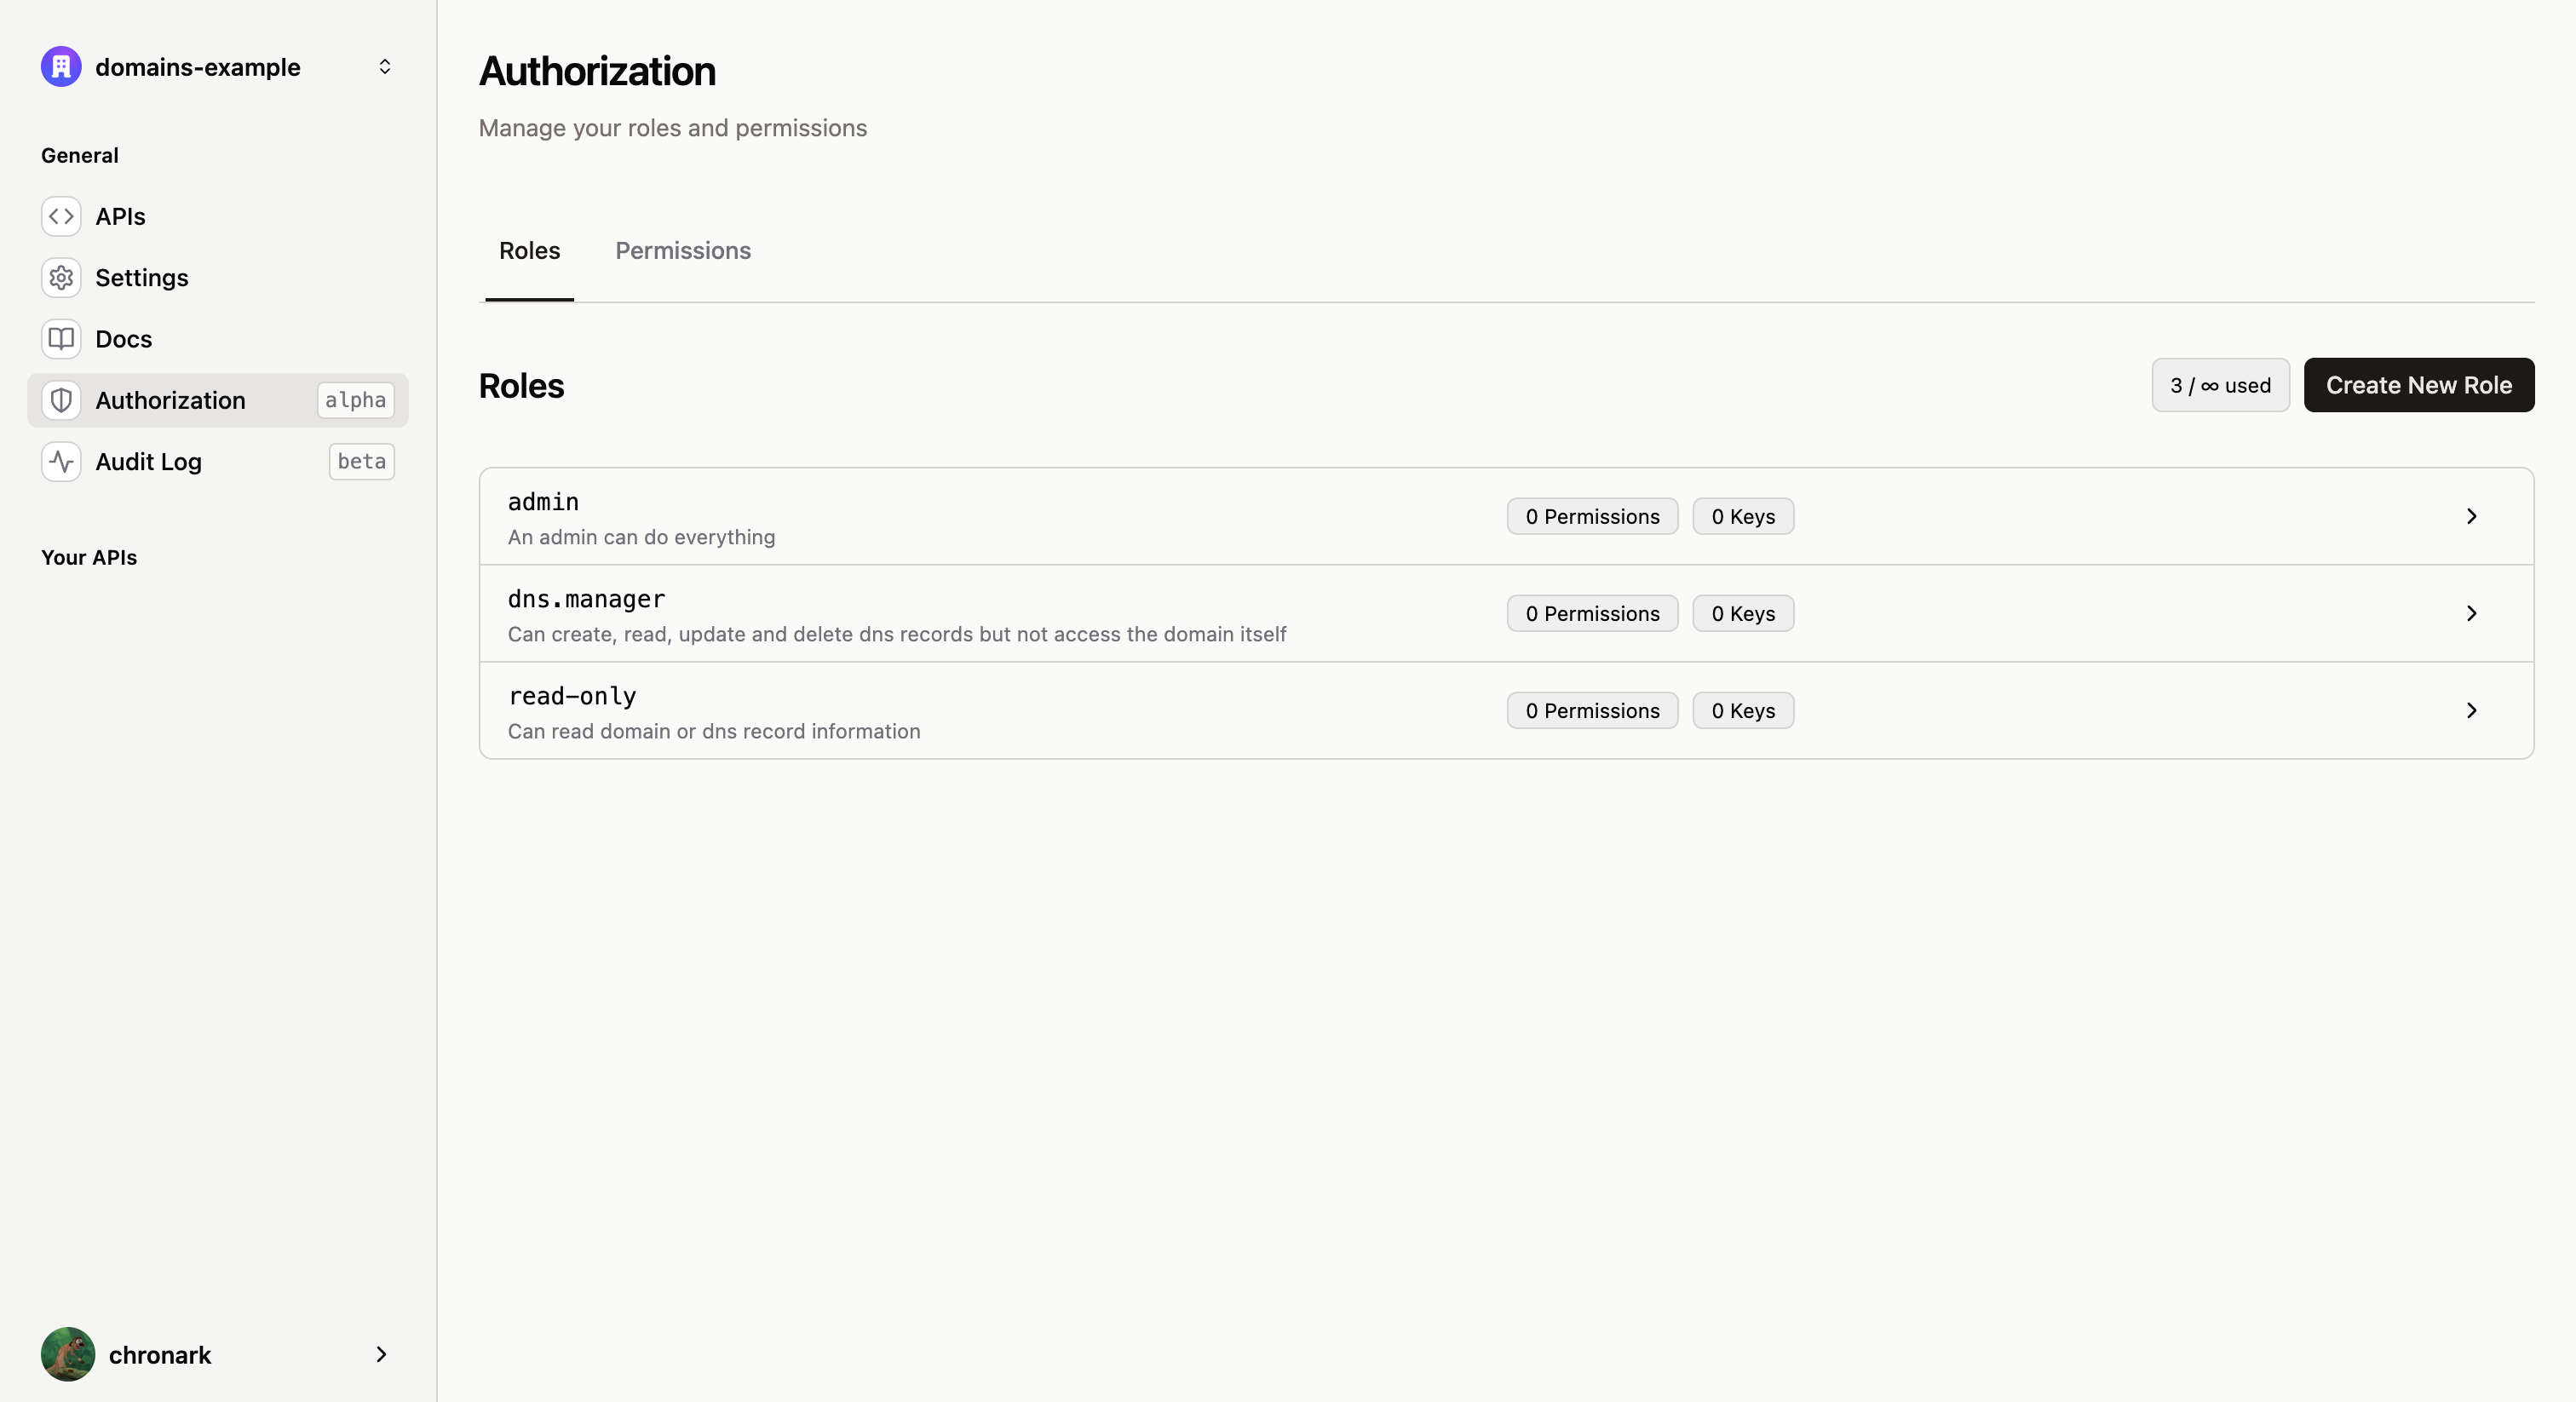 domains-example
General
APIs
Settings
Docs
Authorization alpha
Audit Log beta
Your APIs
chronark
Authorization
Manage your roles and permissions
Roles Permissions
Roles 3 / ∞ used Create New Role
admin
An admin can do everything
0 Permissions 0 Keys
dns.manager
Can create, read, update and delete dns records but not access the domain itself
0 Permissions 0 Keys
read-only
Can read domain or dns record information
0 Permissions 0 Keys